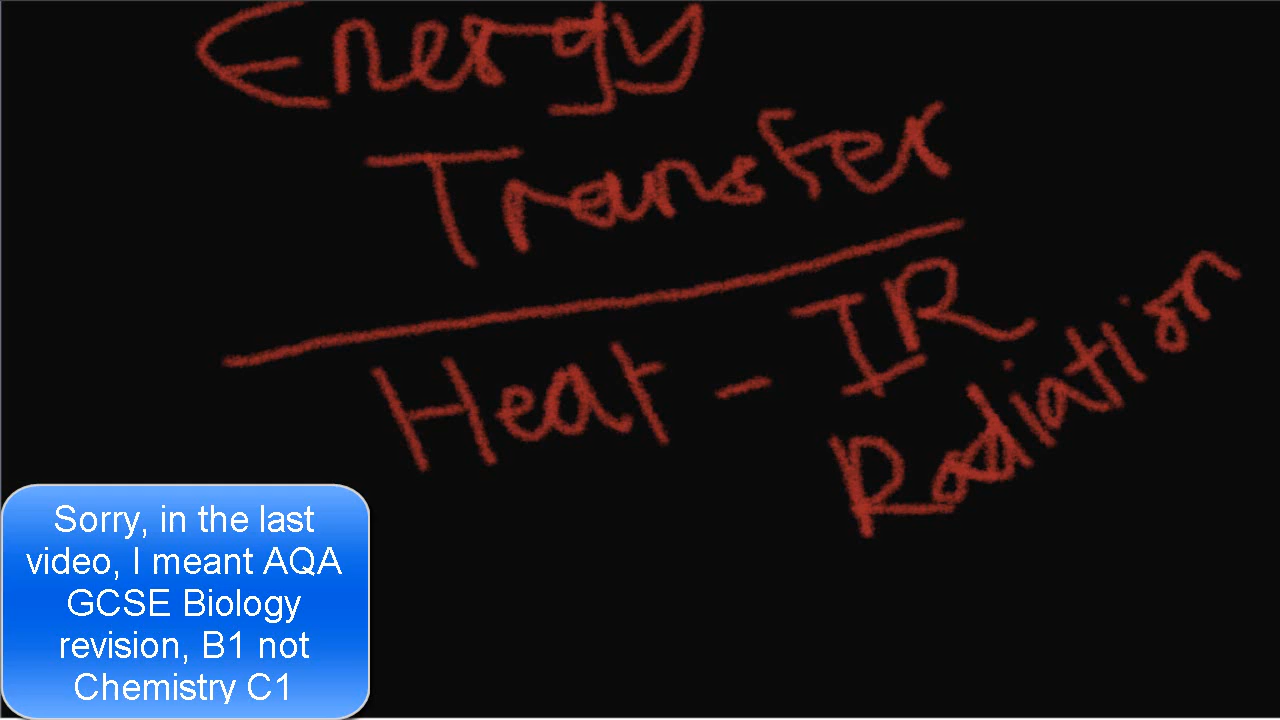 Energy
Transfer
Heat - IR
Radiation
Sorry, in the last
video, I meant AQA
GCSE Biology
revision, B1 not
Chemistry C1